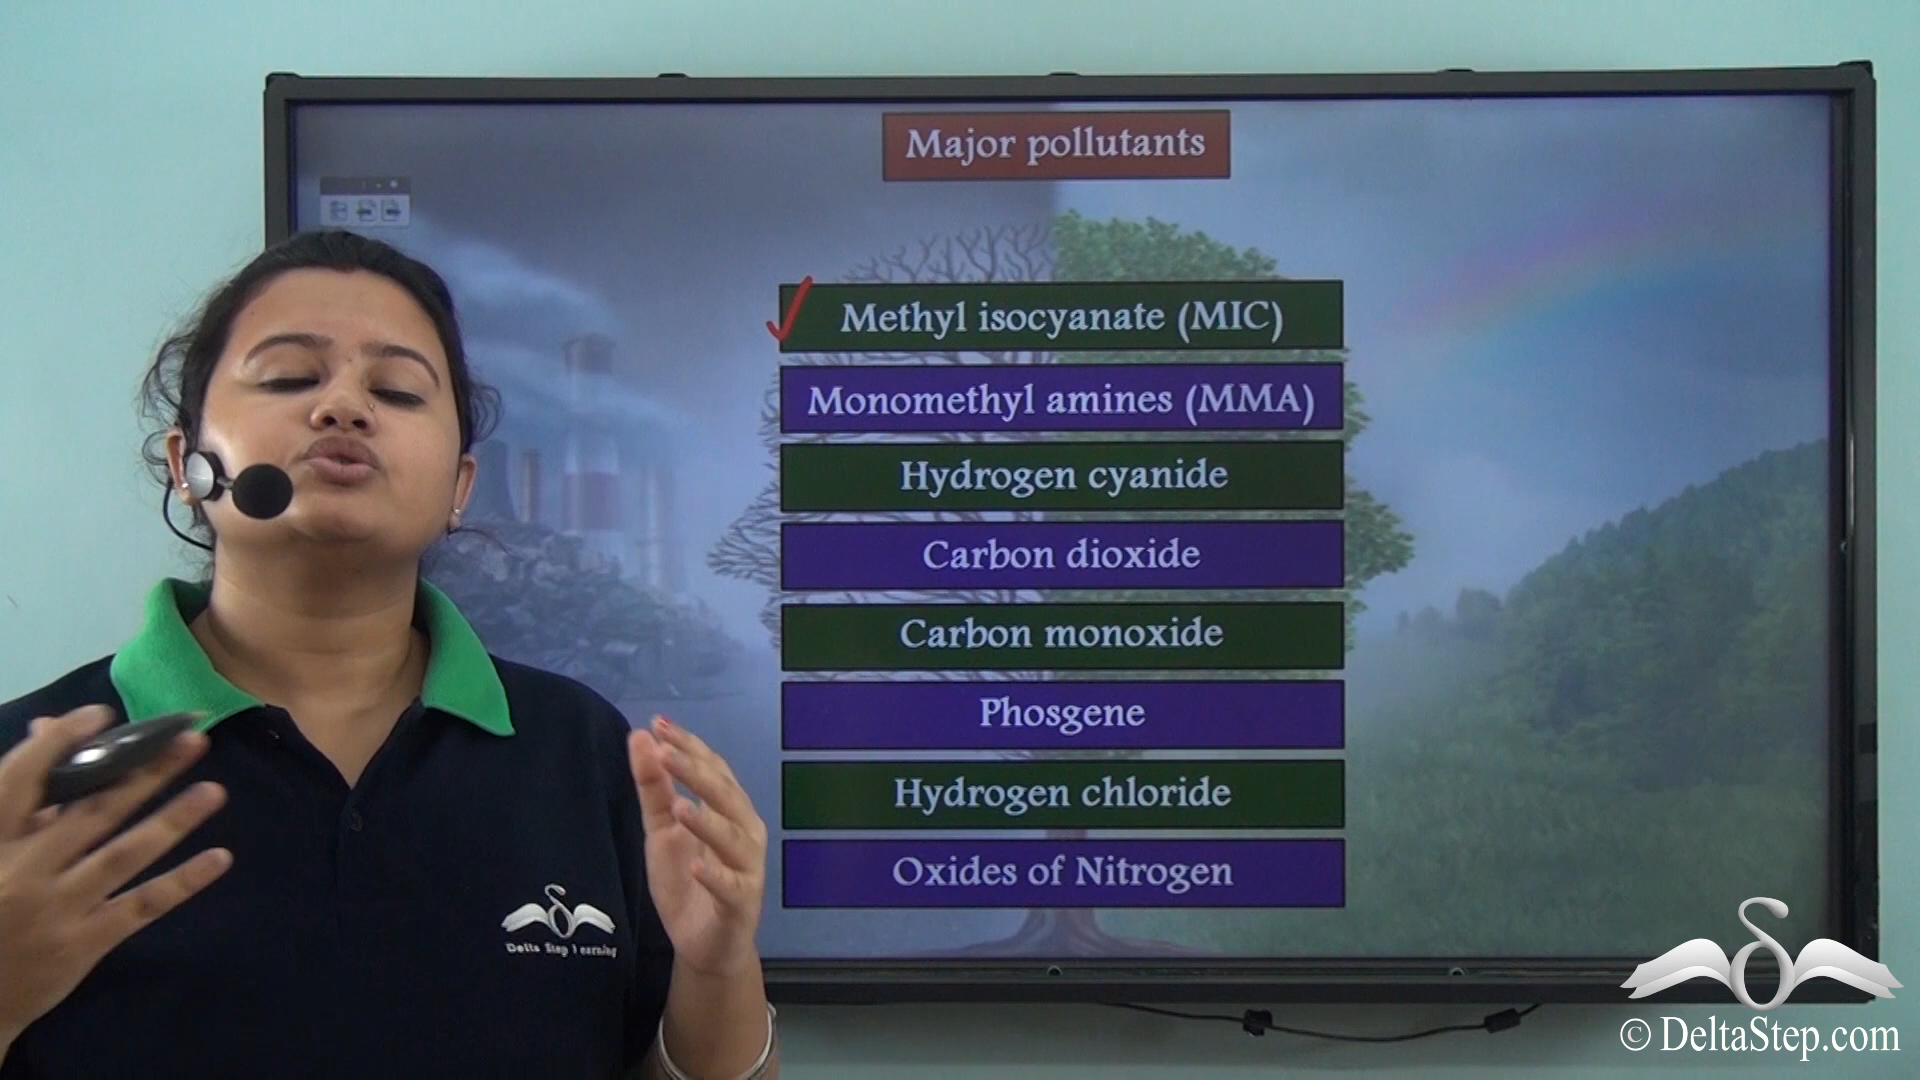 Major pollutants
Methyl isocyanate (MIC)
Monomethyl amines (MMA)
Hydrogen cyanide
Carbon dioxide
Carbon monoxide
Phosgene
Hydrogen chloride
Oxides of Nitrogen
Delta Step Learning
© DeltaStep.com